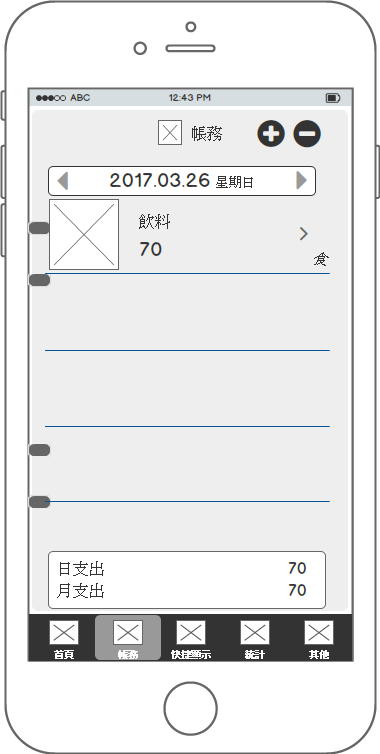 ABC 12:43 PM
帳務
2017.03.26 星期日
飲料
70
食
日支出 70
月支出 70
首頁 帳務 快捷顯示 統計 其他